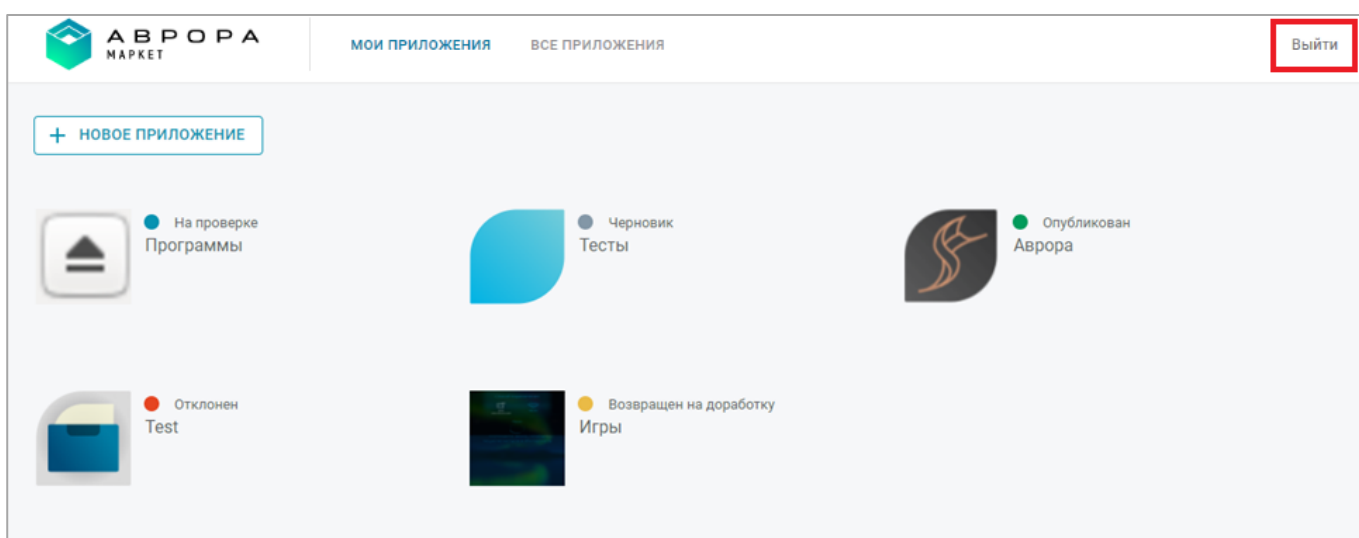 АВРОРА
МАРКЕТ
МОИ ПРИЛОЖЕНИЯ
ВСЕ ПРИЛОЖЕНИЯ
Выйти
+ НОВОЕ ПРИЛОЖЕНИЕ
На проверке
Программы
Черновик
Тесты
Опубликован
Аврора
Отклонен
Test
Возвращен на доработку
Игры